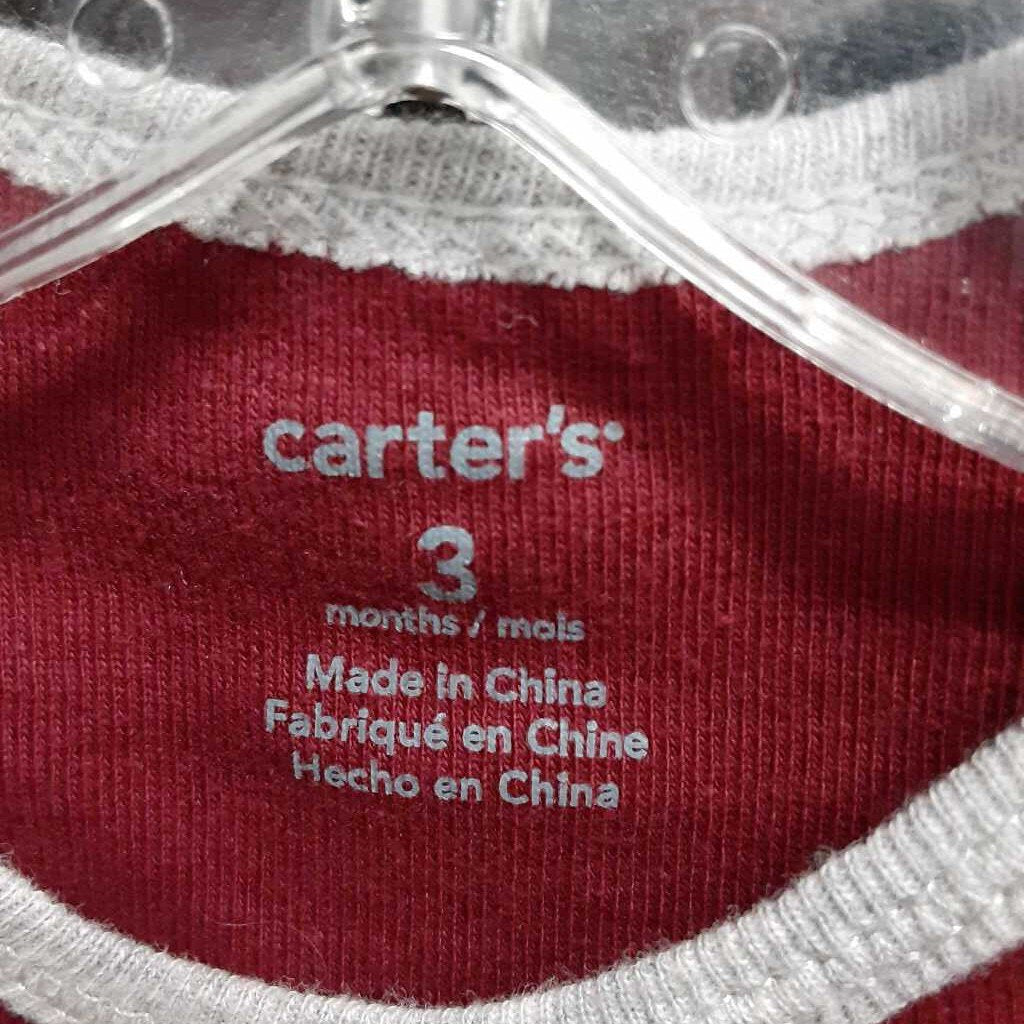 carter's
3
months / mois
Made in China
Fabriqué en Chine
Hecho en China